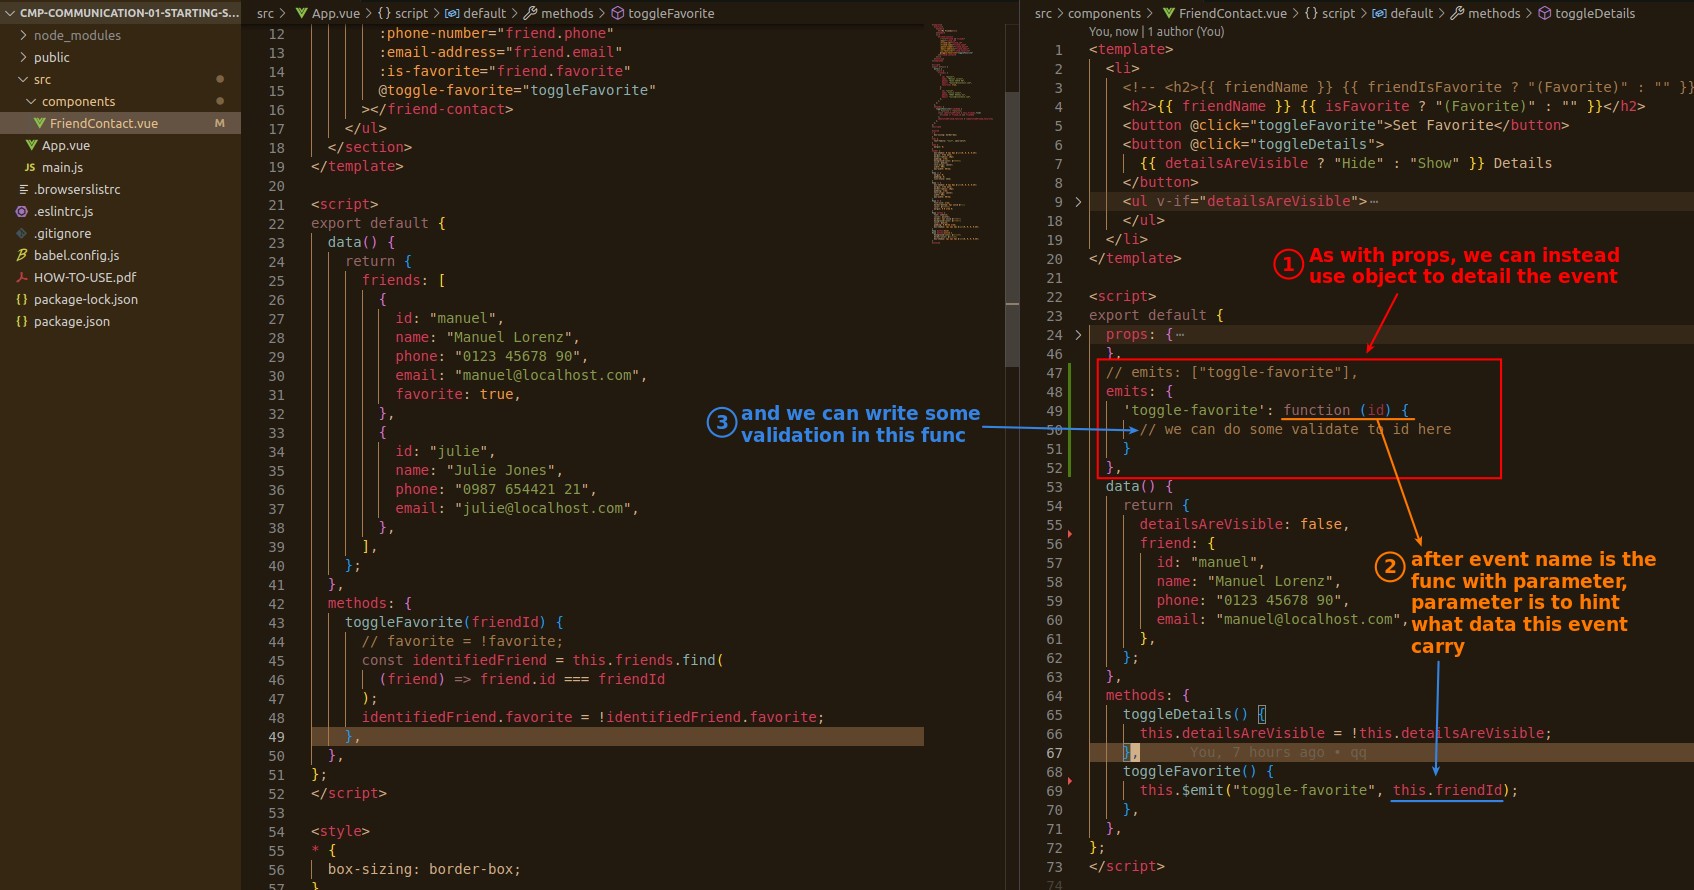 CMP-COMMUNICATION-01-STARTING-S...
node_modules
public
src
components
FriendContact.vue M
App.vue
JS main.js
.browserslistrc
.eslintrc.js
.gitignore
babel.config.js
HOW-TO-USE.pdf
{} package-lock.json
{} package.json
src > App.vue > {} script > default > methods > toggleFavorite
12 :phone-number="friend.phone"
13 :email-address="friend.email"
14 :is-favorite="friend.favorite"
15 @toggle-favorite="toggleFavorite"
16 ></friend-contact>
17 </ul>
18 </section>
19 </template>
20
21 <script>
22 export default {
23 data() {
24 return {
25 friends: [
26 {
27 id: "manuel",
28 name: "Manuel Lorenz",
29 phone: "0123 45678 90",
30 email: "manuel@localhost.com",
31 favorite: true,
32 },
33 {
34 id: "julie",
35 name: "Julie Jones",
36 phone: "0987 654421 21",
37 email: "julie@localhost.com",
38 },
39 ],
40 };
41 },
42 methods: {
43 toggleFavorite(friendId) {
44 // favorite = !favorite;
45 const identifiedFriend = this.friends.find(
46 (friend) => friend.id === friendId
47 );
48 identifiedFriend.favorite = !identifiedFriend.favorite;
49 },
50 },
51 };
52 </script>
53
54 <style>
55 * {
56 box-sizing: border-box;
57 }
3 and we can write some
validation in this func
src > components > FriendContact.vue > {} script > default > methods > toggleDetails
You, now | 1 author (You)
1 <template>
2 <li>
3 <!-- <h2>{{ friendName }} {{ friendIsFavorite ? "(Favorite)" : "" }}
4 <h2>{{ friendName }} {{ isFavorite ? "(Favorite)" : "" }}</h2>
5 <button @click="toggleFavorite">Set Favorite</button>
6 <button @click="toggleDetails">
7 {{ detailsAreVisible ? "Hide" : "Show" }} Details
8 </button>
9 <ul v-if="detailsAreVisible">⋯
18 </ul>
19 </li>
20 </template>
21
22 <script>
23 export default {
24 props: {⋯
46 },
47 // emits: ["toggle-favorite"],
48 emits: {
49 'toggle-favorite': function (id) {
50 // we can do some validate to id here
51 }
52 },
53 data() {
54 return {
55 detailsAreVisible: false,
56 friend: {
57 id: "manuel",
58 name: "Manuel Lorenz",
59 phone: "0123 45678 90",
60 email: "manuel@localhost.com",
61 },
62 };
63 },
64 methods: {
65 toggleDetails() {
66 this.detailsAreVisible = !this.detailsAreVisible;
67 }, You, 7 hours ago • qq
68 toggleFavorite() {
69 this.$emit("toggle-favorite", this.friendId);
70 },
71 },
72 };
73 </script>
74
1 As with props, we can instead
use object to detail the event
2 after event name is the
func with parameter,
parameter is to hint
what data this event
carry